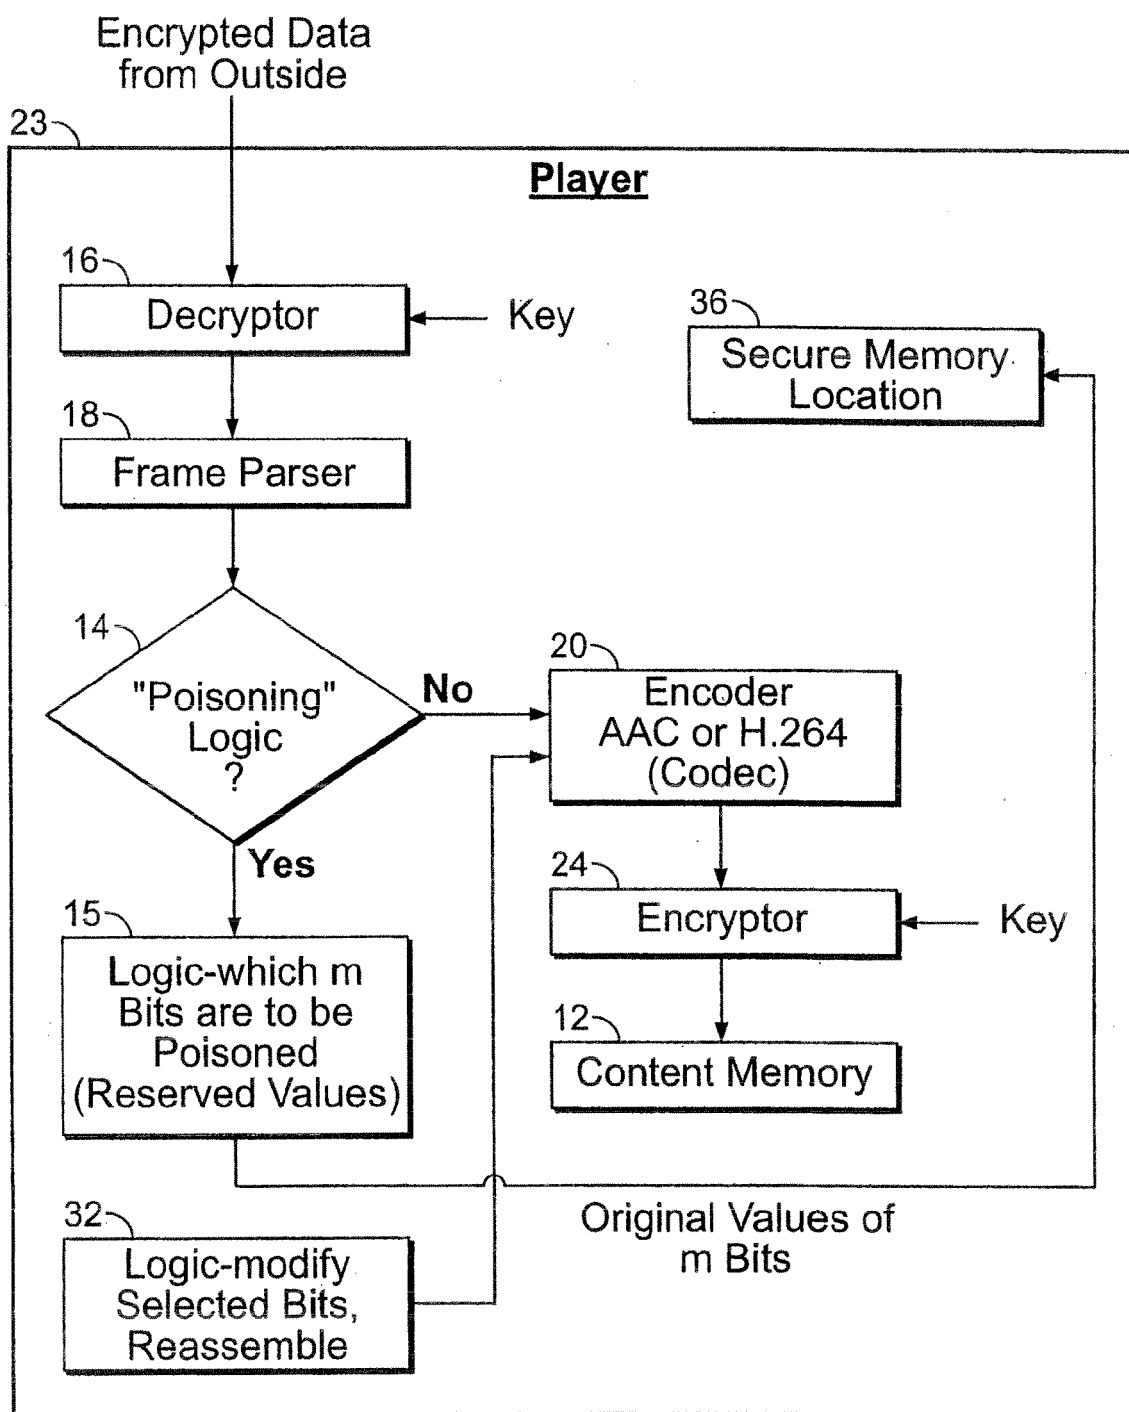 Encrypted Data
from Outside
23
Player
16
Decryptor
Key
36
Secure Memory
Location
18
Frame Parser
14
"Poisoning"
Logic
?
No
Yes
20
Encoder
AAC or H.264
(Codec)
24
Encryptor
Key
15
Logic-which m
Bits are to be
Poisoned
(Reserved Values)
12
Content Memory
Original Values of
m Bits
32
Logic-modify
Selected Bits,
Reassemble